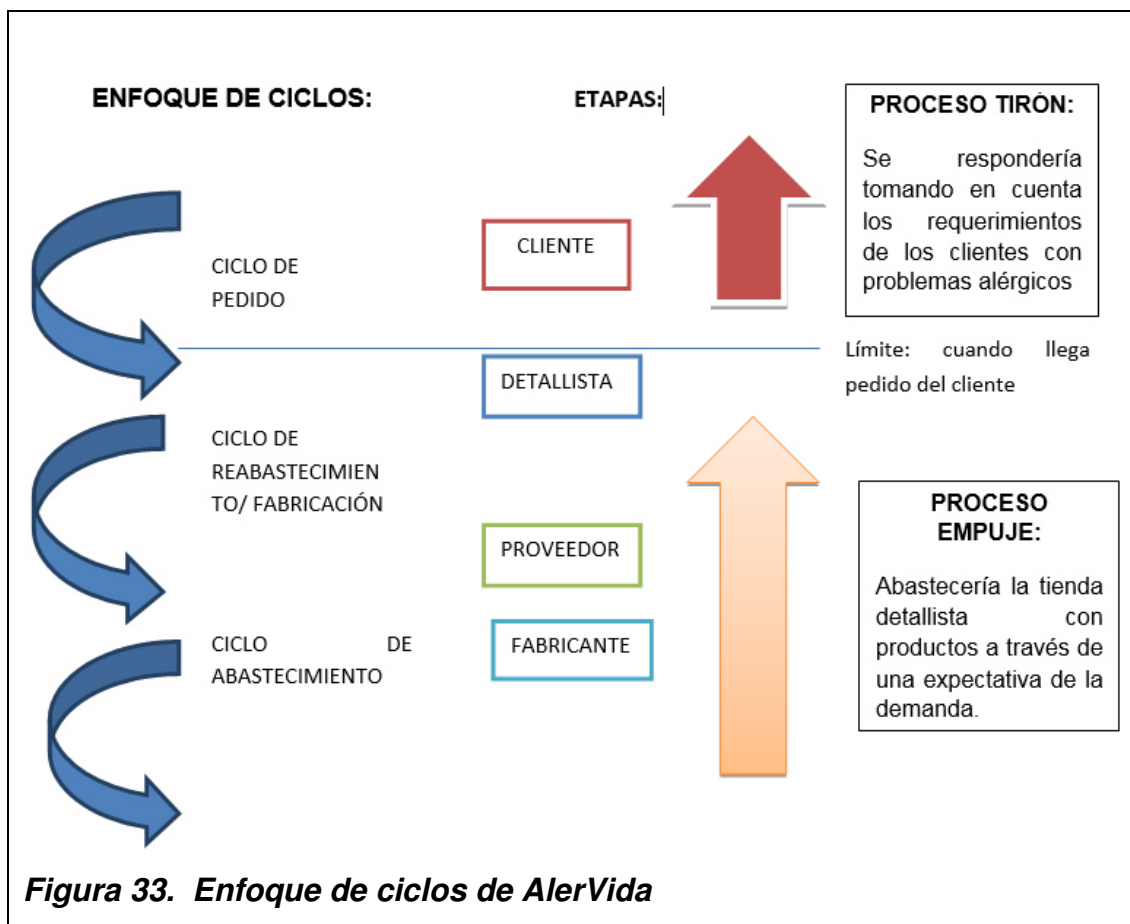 ENFOQUE DE CICLOS:
ETAPAS:
PROCESO TIRÓN:
Se respondería
tomando en cuenta
los requerimientos
de los clientes con
problemas alérgicos
CLIENTE
CICLO DE
PEDIDO
Límite: cuando llega
pedido del cliente
DETALLISTA
CICLO DE
REABASTECIMIEN
TO/ FABRICACIÓN
PROCESO
EMPUJE:
Abastecería la tienda
detallista con
productos a través de
una expectativa de la
demanda.
PROVEEDOR
CICLO DE
ABASTECIMIENTO
FABRICANTE
Figura 33. Enfoque de ciclos de AlerVida